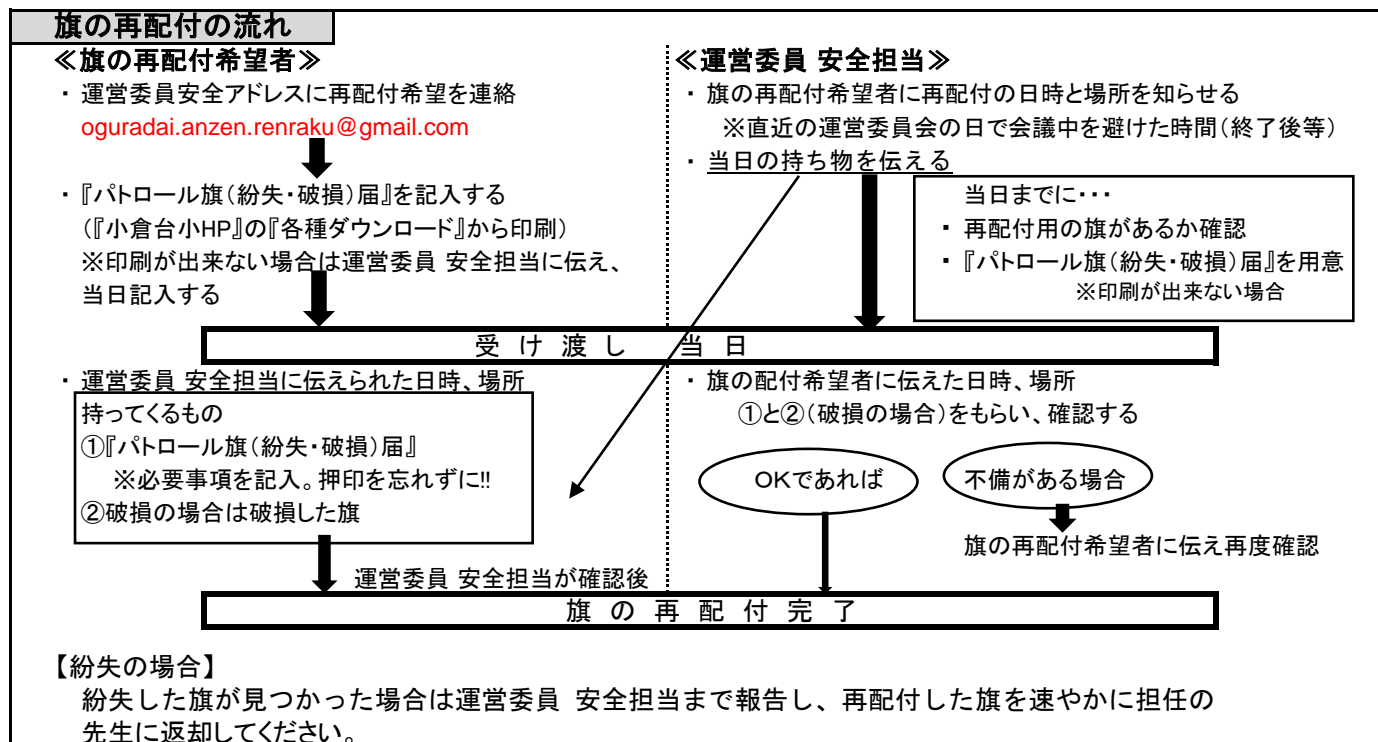 旗の再配付の流れ
≪旗の再配付希望者≫
・ 運営委員安全アドレスに再配付希望を連絡
oguradai.anzen.renraku@gmail.com
・『パトロール旗(紛失・破損)届』を記入する
(『小倉台小HP』の『各種ダウンロード』から印刷)
※印刷が出来ない場合は運営委員 安全担当に伝え、
当日記入する
≪運営委員 安全担当≫
・ 旗の再配付希望者に再配付の日時と場所を知らせる
※直近の運営委員会の日で会議中を避けた時間(終了後等)
・ 当日の持ち物を伝える
当日までに・・・
・ 再配付用の旗があるか確認
・ 『パトロール旗(紛失・破損)届』を用意
※印刷が出来ない場合
受 け 渡 し 当 日
・ 運営委員 安全担当に伝えられた日時、場所
持ってくるもの
①『パトロール旗(紛失・破損)届』
※必要事項を記入。押印を忘れずに!!
②破損の場合は破損した旗
運営委員 安全担当が確認後
・ 旗の配付希望者に伝えた日時、場所
①と②(破損の場合)をもらい、確認する
OKであれば
不備がある場合
旗の再配付希望者に伝え再度確認
旗 の 再 配 付 完 了
【紛失の場合】
紛失した旗が見つかった場合は運営委員 安全担当まで報告し、再配付した旗を速やかに担任の
先生に返却してください。